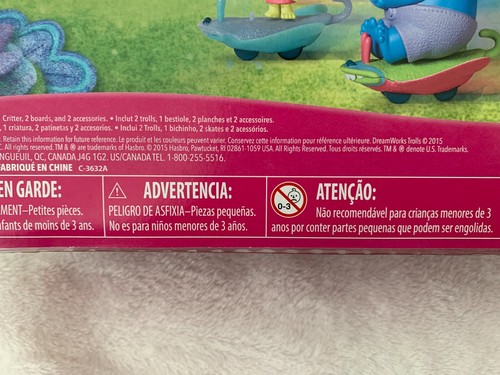 Critter, 2 boards, and 2 accessories. • Inclut 2 trolls, 1 bestiole, 2 planches et 2 accessoires.
, 1 criatura, 2 patinetas y 2 accesorios. • Inclui 2 Trolls, 1 bichinho, 2 skates e 2 acessórios.
. Retain this information for future reference. Le produit et les couleurs peuvent varier. Conservez cette information pour référence ultérieure. DreamWorks Trolls © 2015
C. All rights reserved. TM & ® are trademarks of Hasbro. © 2015 Hasbro, Pawtucket, RI 02861-1059 USA. All Rights Reserved. Tous droits réservés. TM & ® denote U.S. Trademarks.
NGUEUIL, QC, CANADA J4G 1G2. US/CANADA TEL. 1-800-255-5516.
FABRIQUÉ EN CHINE C-3632A
EN GARDE:
EMENT–Petites pièces.
nfants de moins de 3 ans.
ADVERTENCIA:
PELIGRO DE ASFIXIA–Piezas pequeñas.
No es para niños menores de 3 años.
0-3
ATENÇÃO:
Não recomendável para crianças menores de 3
anos por conter partes pequenas que podem ser engolidas.